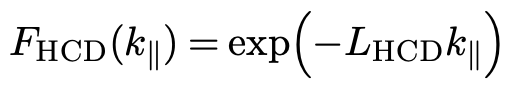 F_HCD(k_∥) = exp(−L_HCD k_∥)